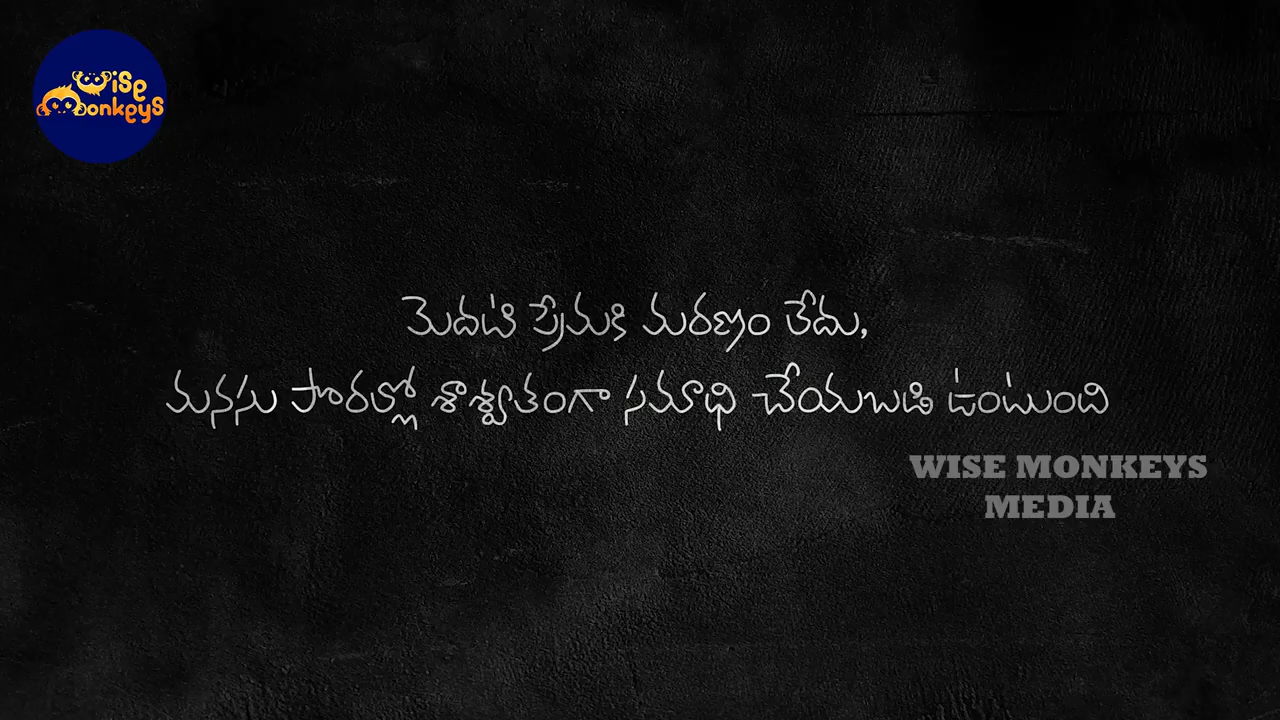 Wise
Monkeys
మొదటి ప్రేమకి మరణం లేదు,
మనసు పొరల్లో శాశ్వతంగా సమాధి చేయబడి ఉంటుంది
WISE MONKEYS
MEDIA